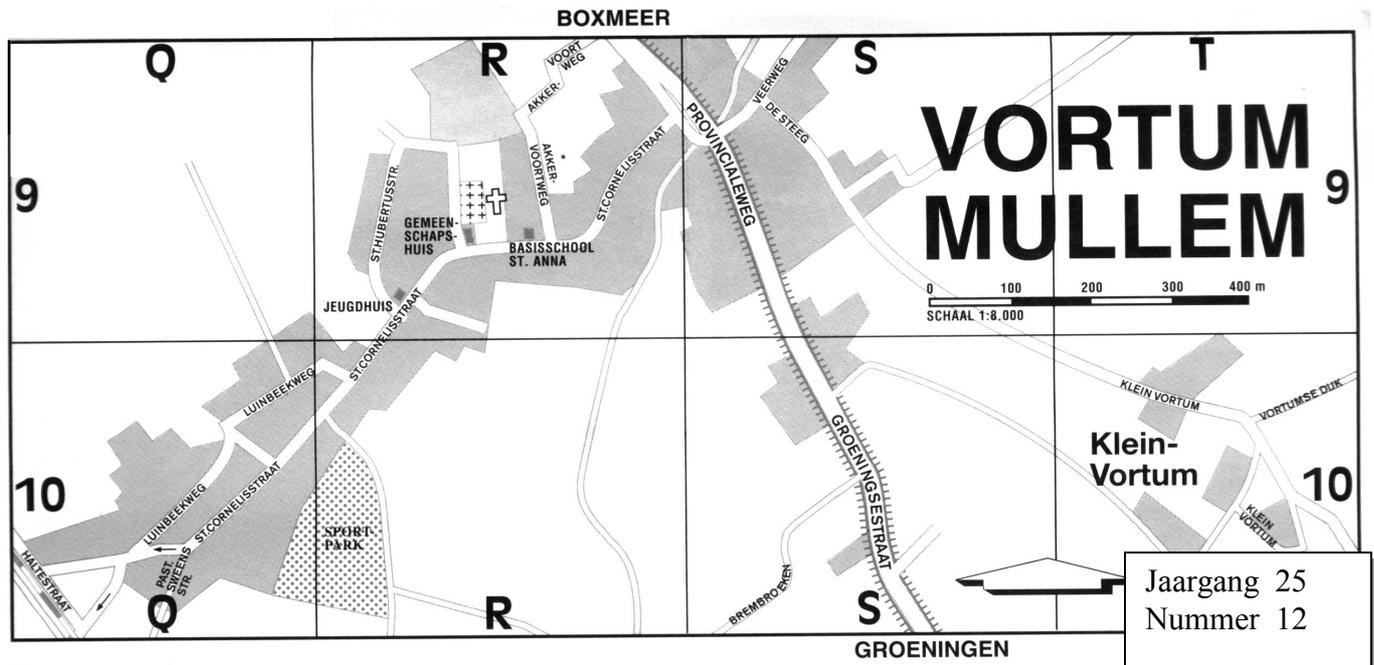 BOXMEER
Q
R
S
T
9
9
VORTUM
MULLEM
0 100 200 300 400 m
SCHAAL 1:8.000
VOORT
WEG
AKKER-
AKKER-
VOORTWEG
VEERWEG
DE STEEG
PROVINCIALEWEG
ST.CORNELISSTRAAT
ST.HUBERTUSSTR.
GEMEEN-
SCHAPS-
HUIS
BASISSCHOOL
ST. ANNA
JEUGDHUIS
ST.CORNELISSTRAAT
LUINBEEKWEG
KLEIN VORTUM
VORTUMSE DIJK
Klein-
Vortum
10
10
GROENINGSESTRAAT
LUINBEEKWEG
ST.CORNELISSTRAAT
SPORT-
PARK
KLEIN
VORTUM
HALTESTRAAT
PAST.
SWEENS
STR.
BREMBROEKEN
Q
R
S
GROENINGEN
Jaargang 25
Nummer 12